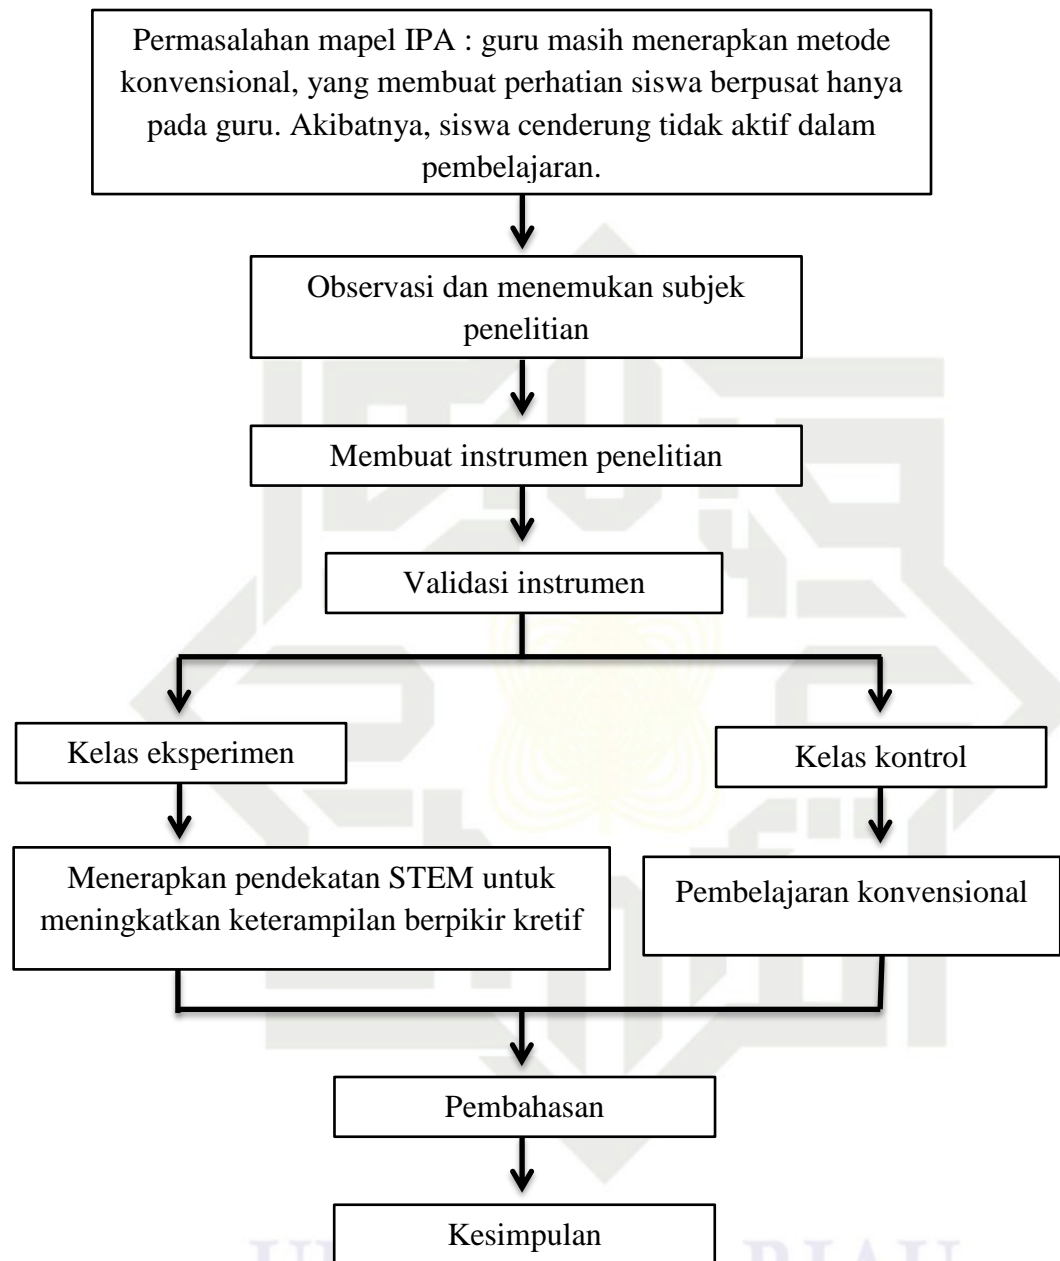 Permasalahan mapel IPA : guru masih menerapkan metode
konvensional, yang membuat perhatian siswa berpusat hanya
pada guru. Akibatnya, siswa cenderung tidak aktif dalam
pembelajaran.
Observasi dan menemukan subjek
penelitian
Membuat instrumen penelitian
Validasi instrumen
Kelas eksperimen
Kelas kontrol
Menerapkan pendekatan STEM untuk
meningkatkan keterampilan berpikir kretif
Pembelajaran konvensional
Pembahasan
Kesimpulan